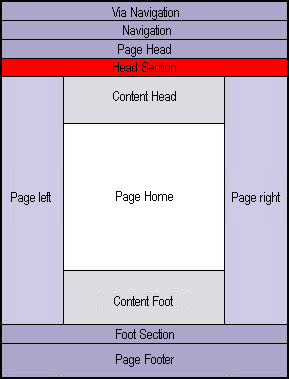 Via Navigation
Navigation
Page Head
Head Section
Content Head
Page left
Page Home
Page right
Content Foot
Foot Section
Page Footer